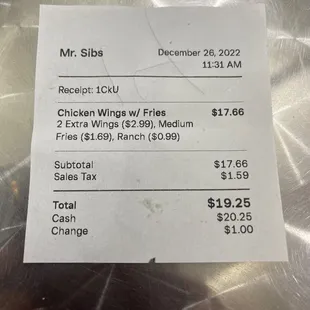 Mr. Sibs
December 26, 2022
11:31 AM
Receipt: 1CkU
Chicken Wings w/ Fries $17.66
2 Extra Wings ($2.99), Medium
Fries ($1.69), Ranch ($0.99)
Subtotal $17.66
Sales Tax $1.59
Total $19.25
Cash $20.25
Change $1.00